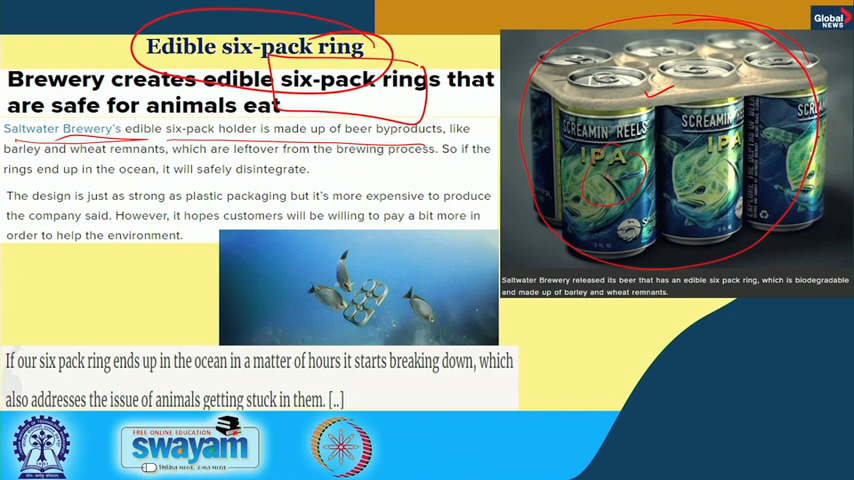 Global
NEWS
Edible six-pack ring
Brewery creates edible six-pack rings that
are safe for animals eat
Saltwater Brewery's edible six-pack holder is made up of beer byproducts, like
barley and wheat remnants, which are leftover from the brewing process. So if the
rings end up in the ocean, it will safely disintegrate.
The design is just as strong as plastic packaging but it's more expensive to produce
the company said. However, it hopes customers will be willing to pay a bit more in
order to help the environment.
SCREAMIN' REELS
IPA
SCREAMIN' REELS
IPA
EXPLORE THE DEPTHS OF BEER
Saltwater Brewery released its beer that has an edible six pack ring, which is biodegradable
and made up of barley and wheat remnants.
If our six pack ring ends up in the ocean in a matter of hours it starts breaking down, which
also addresses the issue of animals getting stuck in them. [..]
FREE ONLINE EDUCATION
swayam